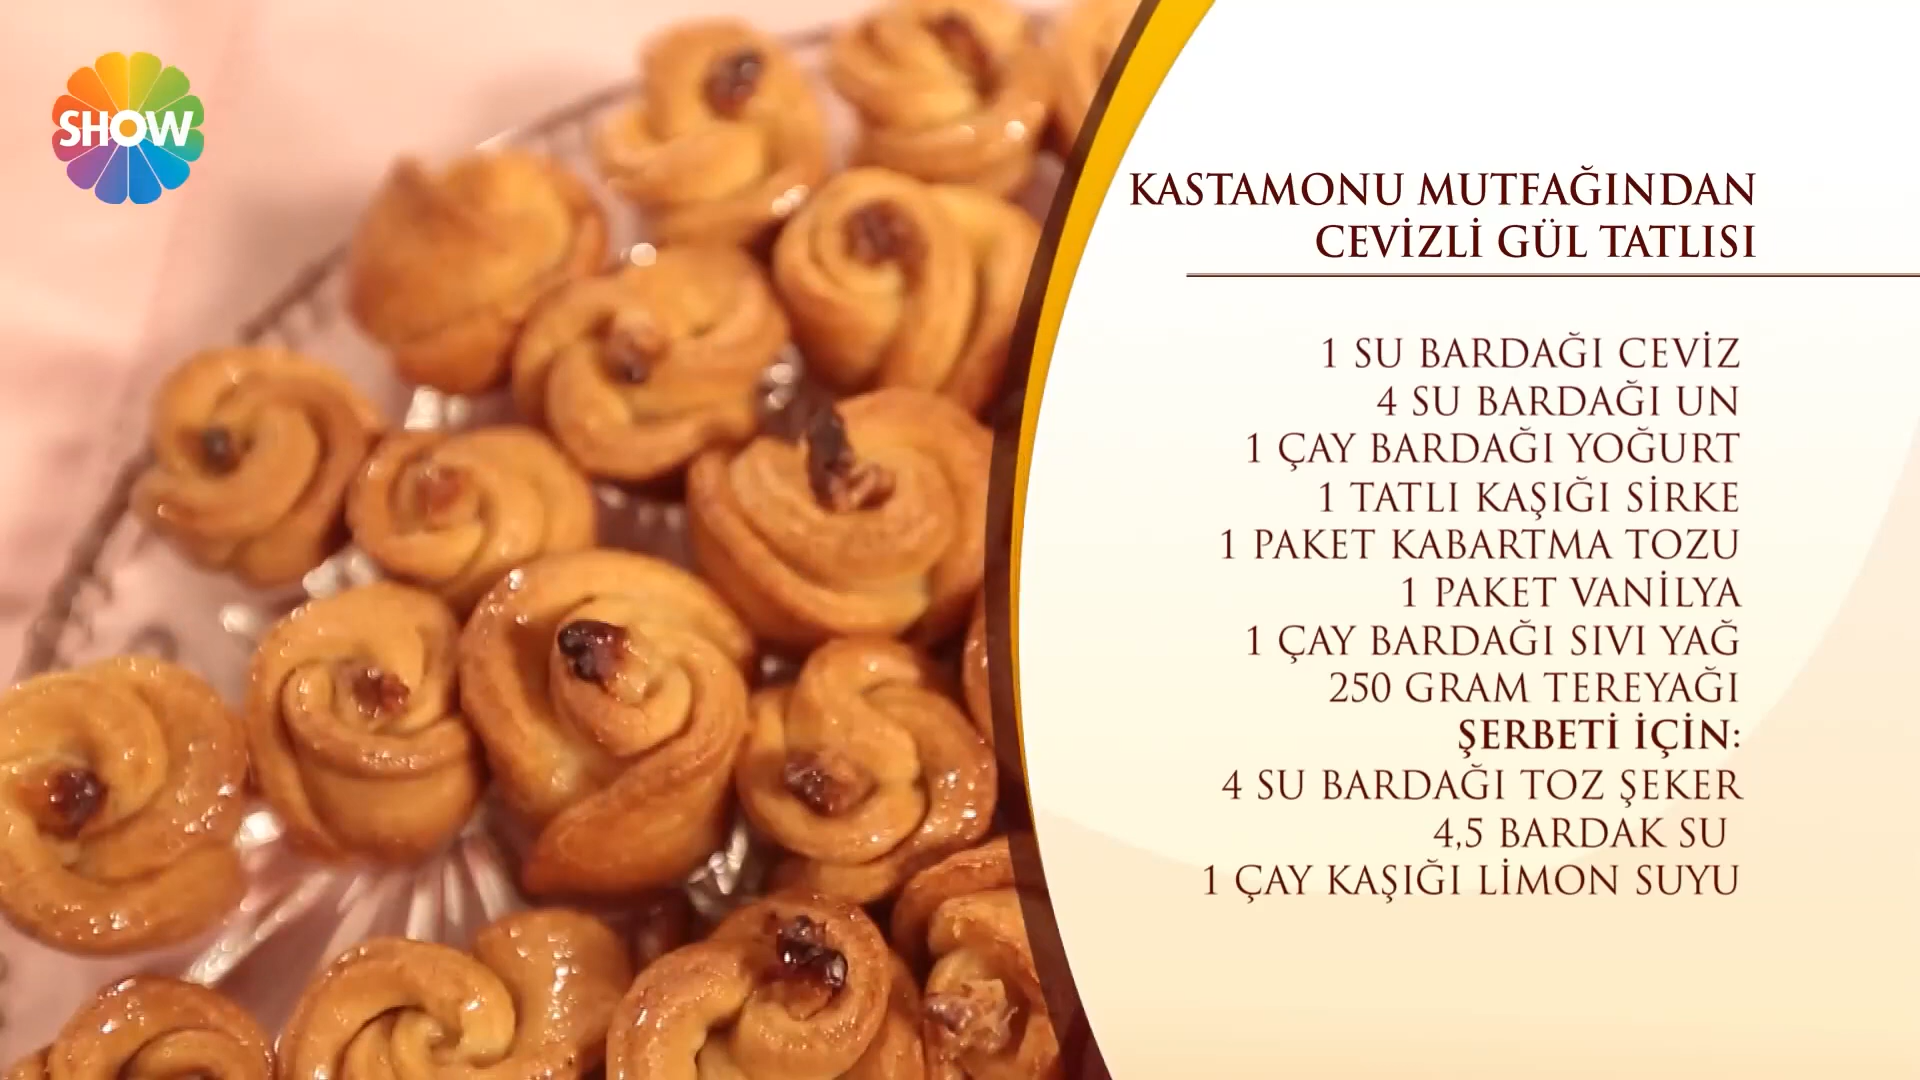 SHOW
KASTAMONU MUTFAĞINDAN
CEVİZLİ GÜL TATLISI
1 SU BARDAĞI CEVİZ
4 SU BARDAĞI UN
1 ÇAY BARDAĞI YOĞURT
1 TATLI KAŞIĞI SİRKE
1 PAKET KABARTMA TOZU
1 PAKET VANİLYA
1 ÇAY BARDAĞI SIVI YAĞ
250 GRAM TEREYAĞI
ŞERBETİ İÇİN:
4 SU BARDAĞI TOZ ŞEKER
4,5 BARDAK SU
1 ÇAY KAŞIĞI LİMON SUYU